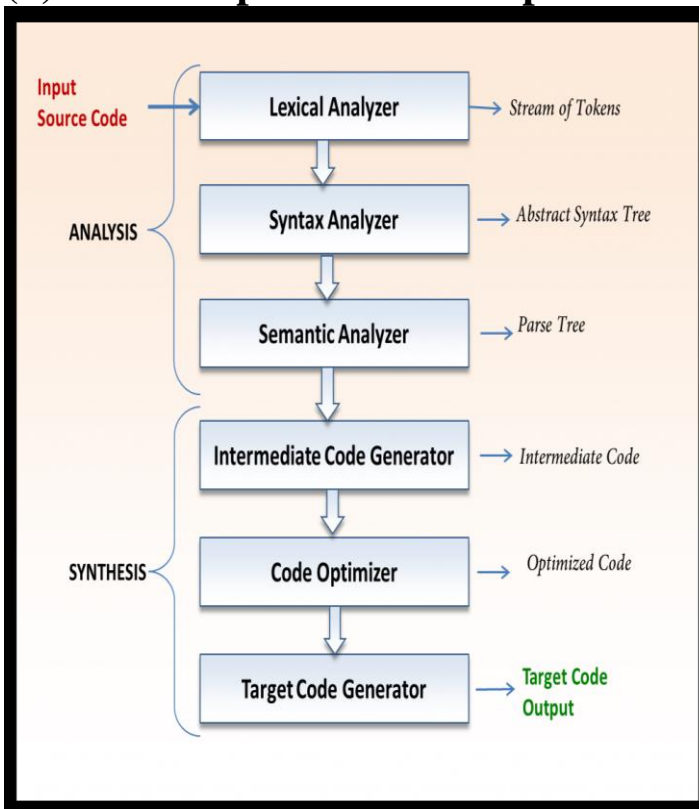 Input
Source Code
Lexical Analyzer
Stream of Tokens
Syntax Analyzer
Abstract Syntax Tree
ANALYSIS
Semantic Analyzer
Parse Tree
Intermediate Code Generator
Intermediate Code
SYNTHESIS
Code Optimizer
Optimized Code
Target Code Generator
Target Code
Output